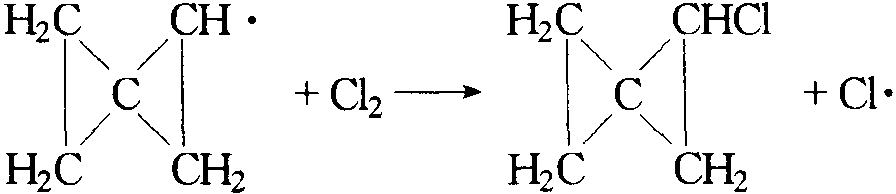 H₂C CH· H₂C CHCl
C + Cl₂ ⟶ C + Cl·
H₂C CH₂ H₂C CH₂